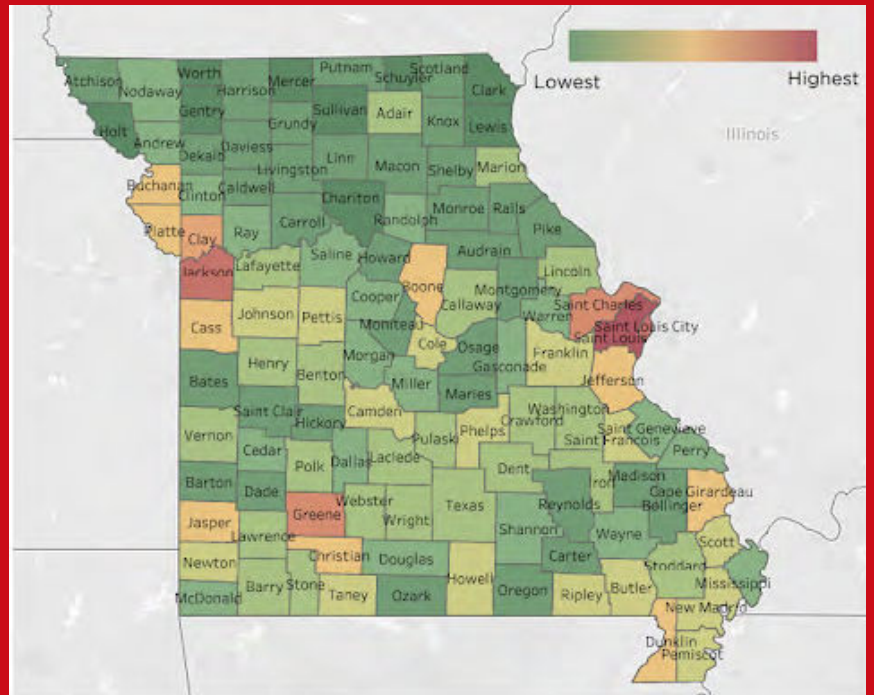 Lowest
Highest
Illinois
Atchison
Nodaway
Worth
Harrison
Mercer
Putnam
Schuyler
Scotland
Clark
Holt
Gentry
Grundy
Sullivan
Adair
Knox
Lewis
Andrew
Dekalb
Daviess
Livingston
Linn
Macon
Shelby
Marion
Buchanan
Clinton
Caldwell
Chariton
Randolph
Monroe
Ralls
Platte
Clay
Ray
Carroll
Pike
Saline
Howard
Audrain
Jackson
Lafayette
Boone
Callaway
Montgomery
Lincoln
Cooper
Warren
Saint Charles
Cass
Johnson
Pettis
Moniteau
Cole
Osage
Gasconade
Franklin
Saint Louis City
Saint Louis
Henry
Morgan
Bates
Benton
Miller
Maries
Jefferson
Saint Clair
Hickory
Camden
Pulaski
Phelps
Crawford
Washington
Saint Genevieve
Saint Francois
Vernon
Cedar
Polk
Dallas
Laclede
Dent
Iron
Madison
Perry
Barton
Dade
Greene
Webster
Wright
Texas
Reynolds
Cape Girardeau
Bollinger
Jasper
Lawrence
Shannon
Wayne
Scott
Newton
Christian
Douglas
Howell
Carter
Stoddard
Mississippi
McDonald
Barry
Stone
Taney
Ozark
Oregon
Ripley
Butler
New Madrid
Dunklin
Pemiscot